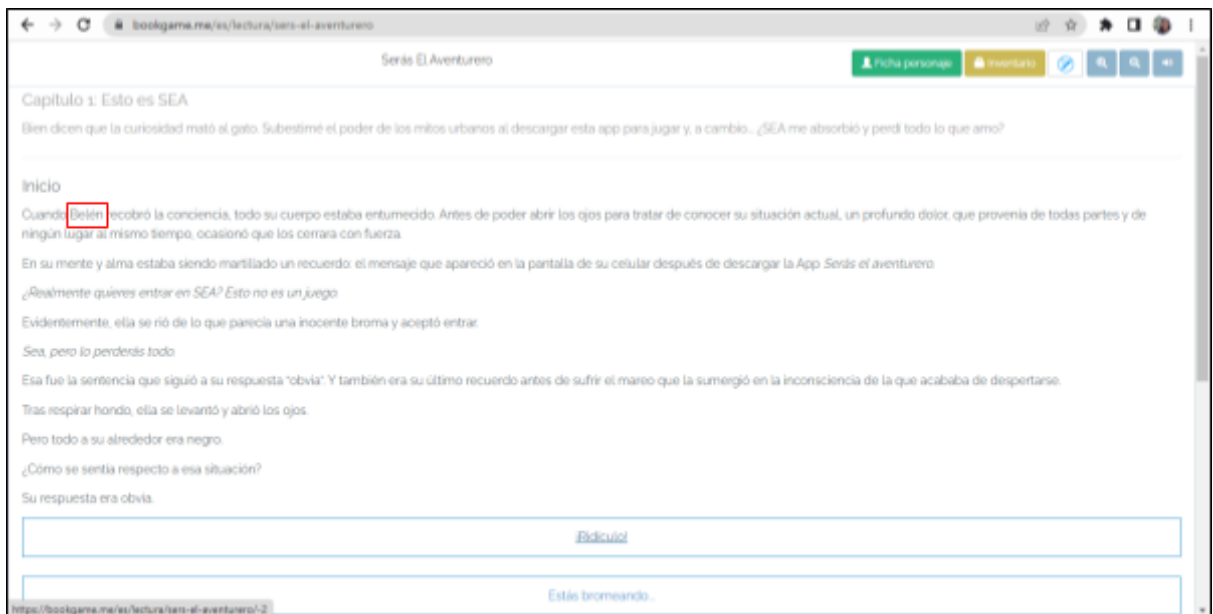 bookgame.me/es/lectura/sers-el-aventurero
Serás El Aventurero
Ficha personaje
Inventario
Capítulo 1: Esto es SEA
Bien dicen que la curiosidad mató al gato. Subestimé el poder de los mitos urbanos al descargar esta app para jugar y, a cambio... ¿SEA me absorbió y perdí todo lo que amo?
Inicio
Cuando Belén recobró la conciencia, todo su cuerpo estaba entumecido. Antes de poder abrir los ojos para tratar de conocer su situación actual, un profundo dolor, que provenía de todas partes y de
ningún lugar al mismo tiempo, ocasionó que los cerrara con fuerza.
En su mente y alma estaba siendo martillado un recuerdo: el mensaje que apareció en la pantalla de su celular después de descargar la App Serás el aventurero.
¿Realmente quieres entrar en SEA? Esto no es un juego.
Evidentemente, ella se rió de lo que parecía una inocente broma y aceptó entrar.
Sea, pero lo perderás todo.
Esa fue la sentencia que siguió a su respuesta "obvia". Y también era su último recuerdo antes de sufrir el mareo que la sumergió en la inconsciencia de la que acababa de despertarse.
Tras respirar hondo, ella se levantó y abrió los ojos.
Pero todo a su alrededor era negro.
¿Cómo se sentía respecto a esa situación?
Su respuesta era obvia.
¡Ridículo!
Estás bromeando...
https://bookgame.me/es/lectura/sers-el-aventurero/-2